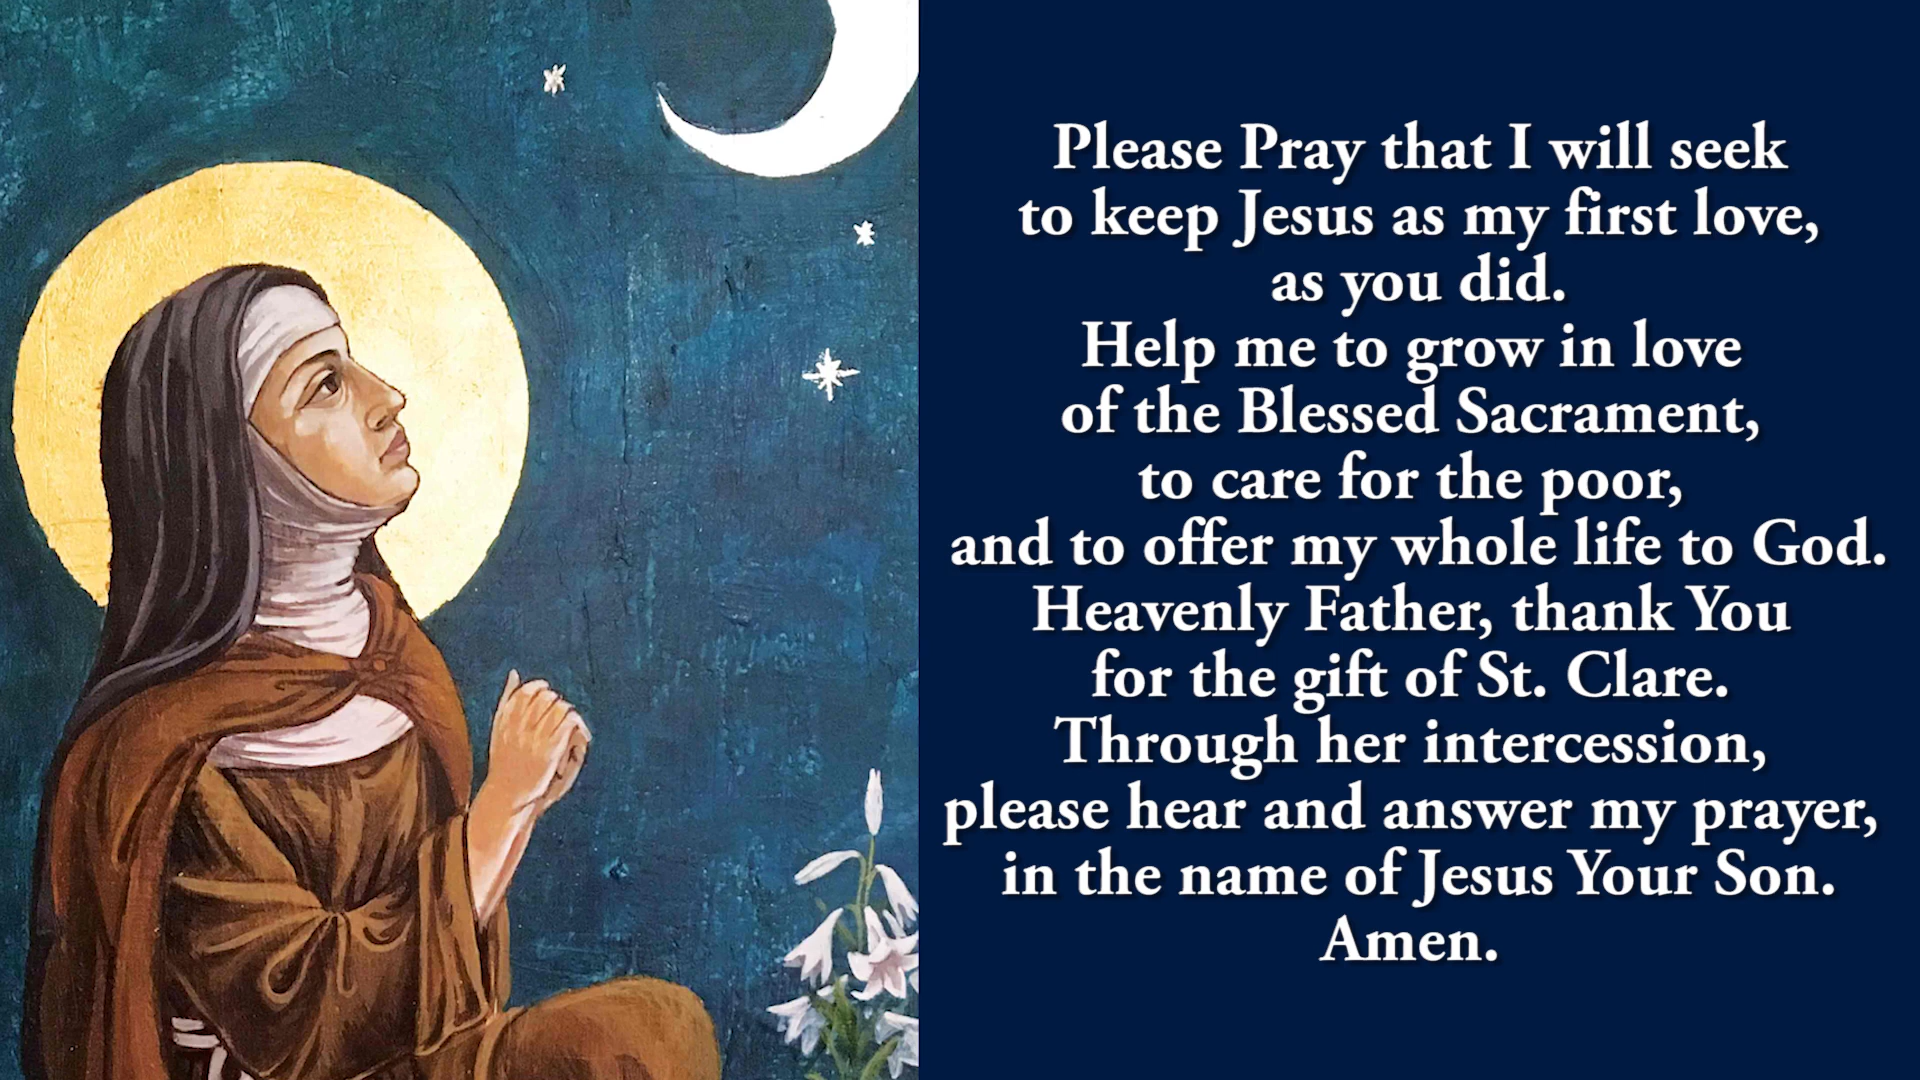 Please Pray that I will seek
to keep Jesus as my first love,
as you did.
Help me to grow in love
of the Blessed Sacrament,
to care for the poor,
and to offer my whole life to God.
Heavenly Father, thank You
for the gift of St. Clare.
Through her intercession,
please hear and answer my prayer,
in the name of Jesus Your Son.
Amen.